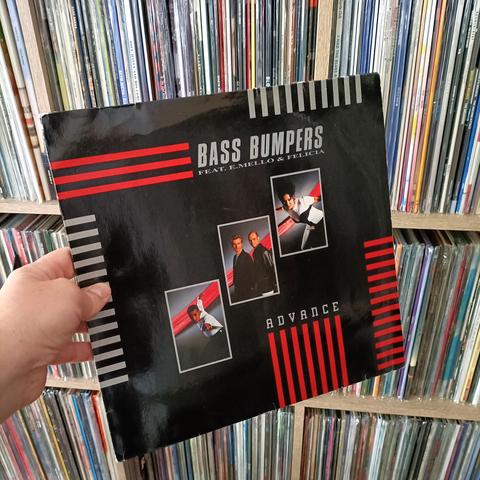 BASS BUMPERS
FEAT. E.MELLO & FELICIA
ADVANCE